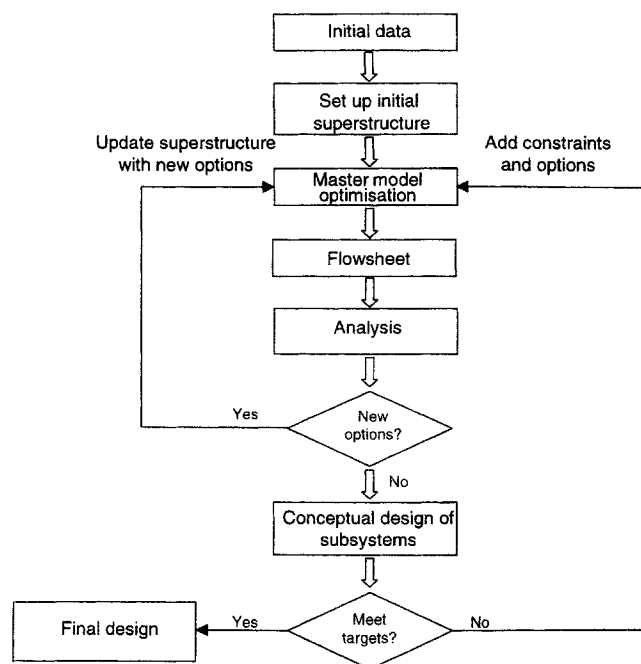 Initial data
Set up initial
superstructure
Update superstructure
with new options
Add constraints
and options
Master model
optimisation
Flowsheet
Analysis
Yes
New
options?
No
Conceptual design of
subsystems
Final design
Yes
Meet
targets?
No